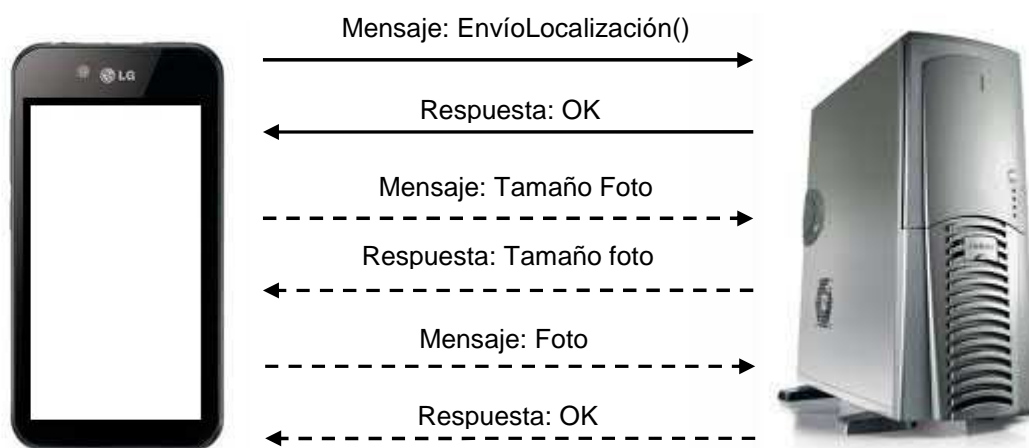 Mensaje: EnvíoLocalización()
LG
Respuesta: OK
Mensaje: Tamaño Foto
Respuesta: Tamaño foto
Mensaje: Foto
Respuesta: OK